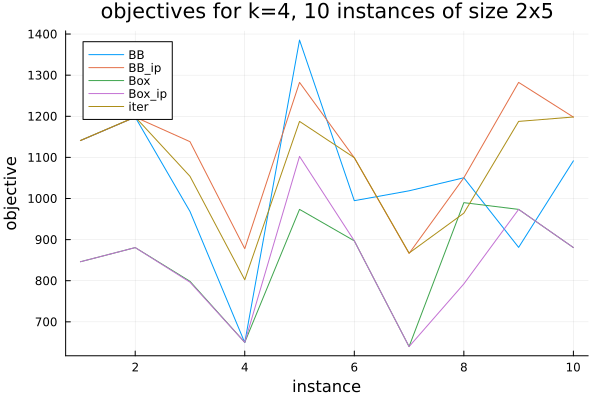 objectives for k=4, 10 instances of size 2x5
1400
1300
1200
1100
1000
900
800
700
objective
BB
BB_ip
Box
Box_ip
iter
2
4
6
8
10
instance